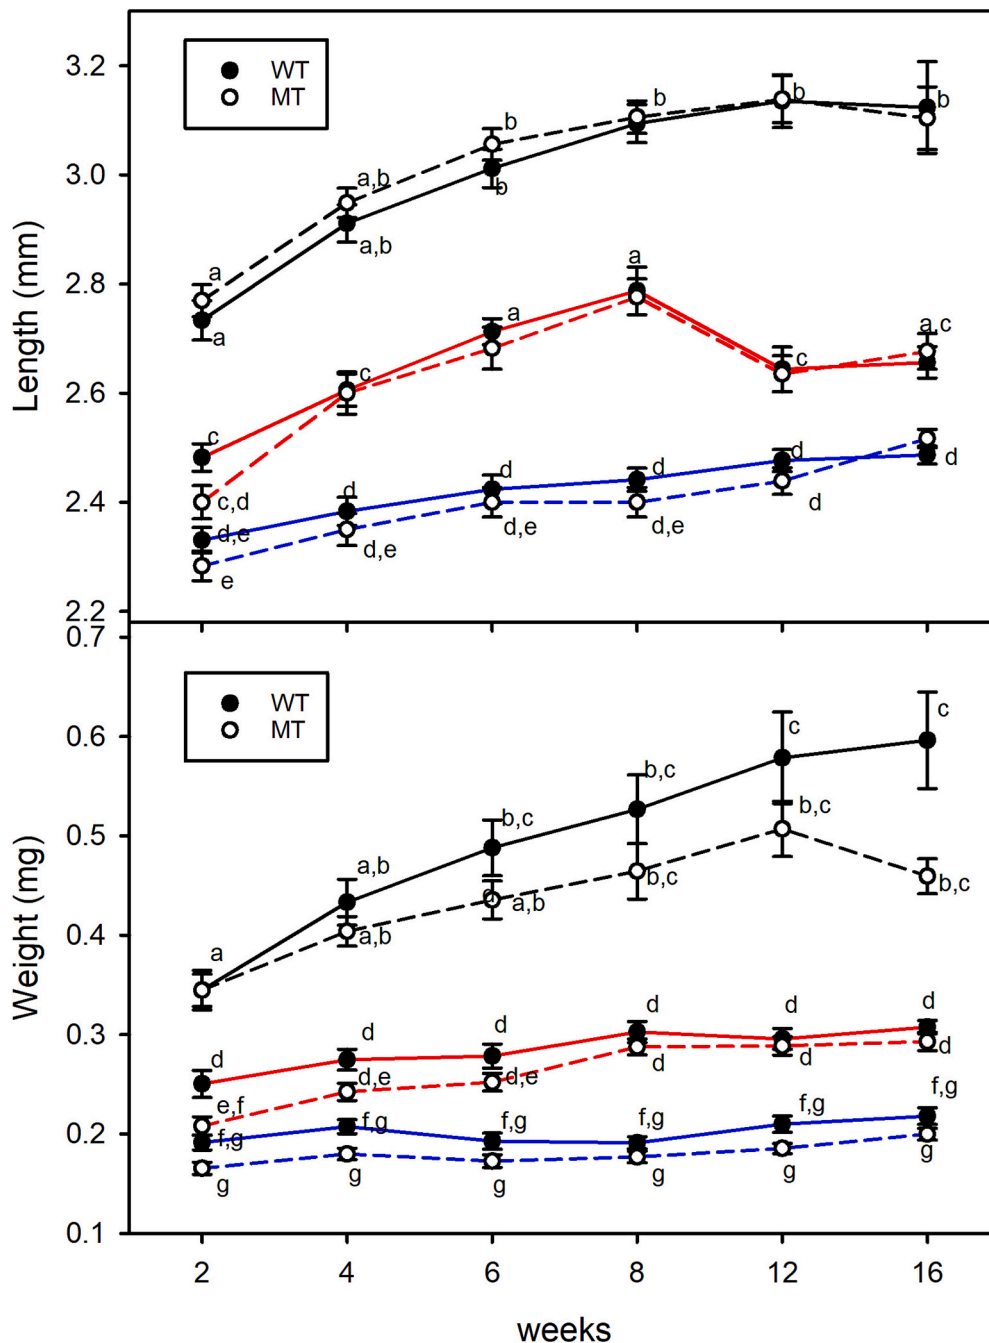 3.2
WT
MT
b
b
b
b
3.0
a,b
b
a,b
Length (mm)
2.8
a
a
a
a
a,c
2.6
c
c
c
d
d
d
d
d
2.4
c,d
d
d,e
d,e
d,e
d,e
e
2.2
0.7
WT
MT
0.6
c
c
b,c
b,c
b,c
0.5
a,b
d
a,b
b,c
b,c
Weight (mg)
0.4
a,b
a
0.3
d
d
d
d
d
d
d
d
d
d,e
d,e
e,f
f,g
f,g
f,g
f,g
f,g
f,g
0.2
g
g
g
g
g
g
0.1
2 4 6 8 12 16
weeks